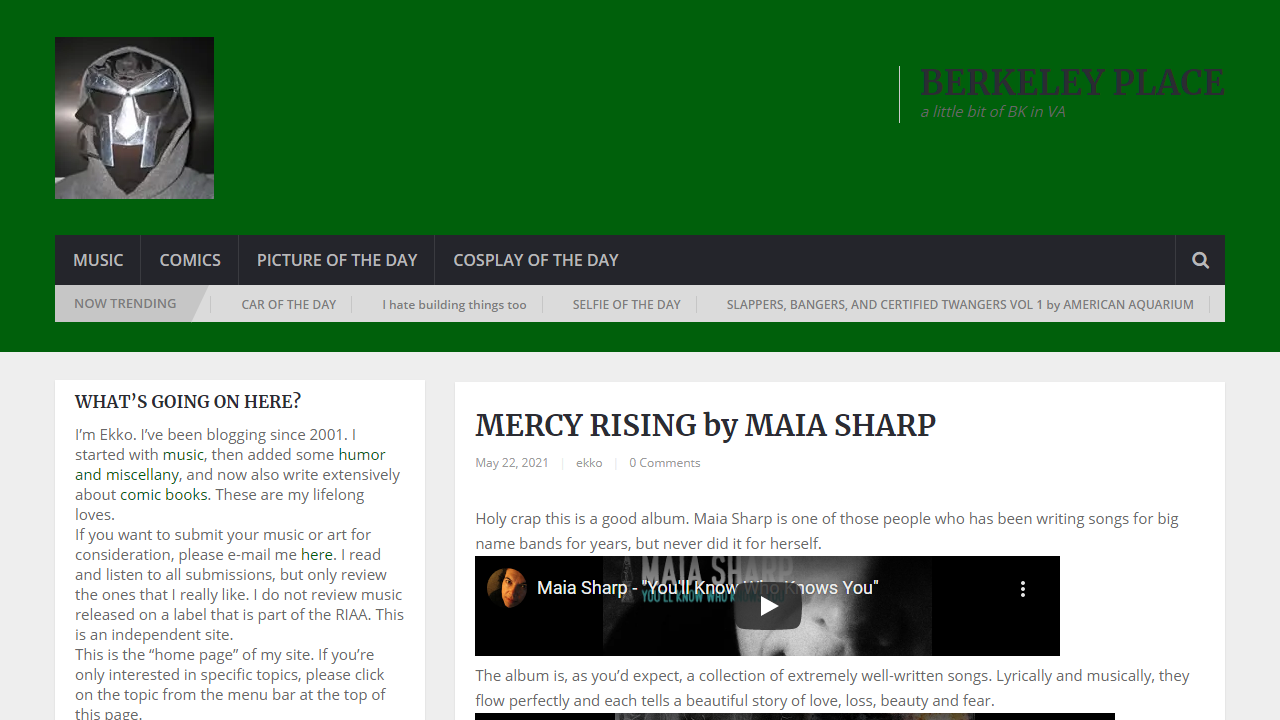 BERKELEY PLACE
a little bit of BK in VA
MUSIC COMICS PICTURE OF THE DAY COSPLAY OF THE DAY
NOW TRENDING CAR OF THE DAY I hate building things too SELFIE OF THE DAY SLAPPERS, BANGERS, AND CERTIFIED TWANGERS VOL 1 by AMERICAN AQUARIUM
WHAT’S GOING ON HERE?
I’m Ekko. I’ve been blogging since 2001. I
started with music, then added some humor
and miscellany, and now also write extensively
about comic books. These are my lifelong
loves.
If you want to submit your music or art for
consideration, please e-mail me here. I read
and listen to all submissions, but only review
the ones that I really like. I do not review music
released on a label that is part of the RIAA. This
is an independent site.
This is the “home page” of my site. If you’re
only interested in specific topics, please click
on the topic from the menu bar at the top of
this page.
MERCY RISING by MAIA SHARP
May 22, 2021 ekko 0 Comments
Holy crap this is a good album. Maia Sharp is one of those people who has been writing songs for big
name bands for years, but never did it for herself.
MAIA SHARP
Maia Sharp - "You'll Know Who Knows You"
YOU'LL KNOW WHO
The album is, as you’d expect, a collection of extremely well-written songs. Lyrically and musically, they
flow perfectly and each tells a beautiful story of love, loss, beauty and fear.